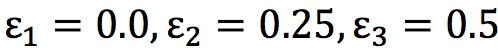 ε₁ = 0.0, ε₂ = 0.25, ε₃ = 0.5